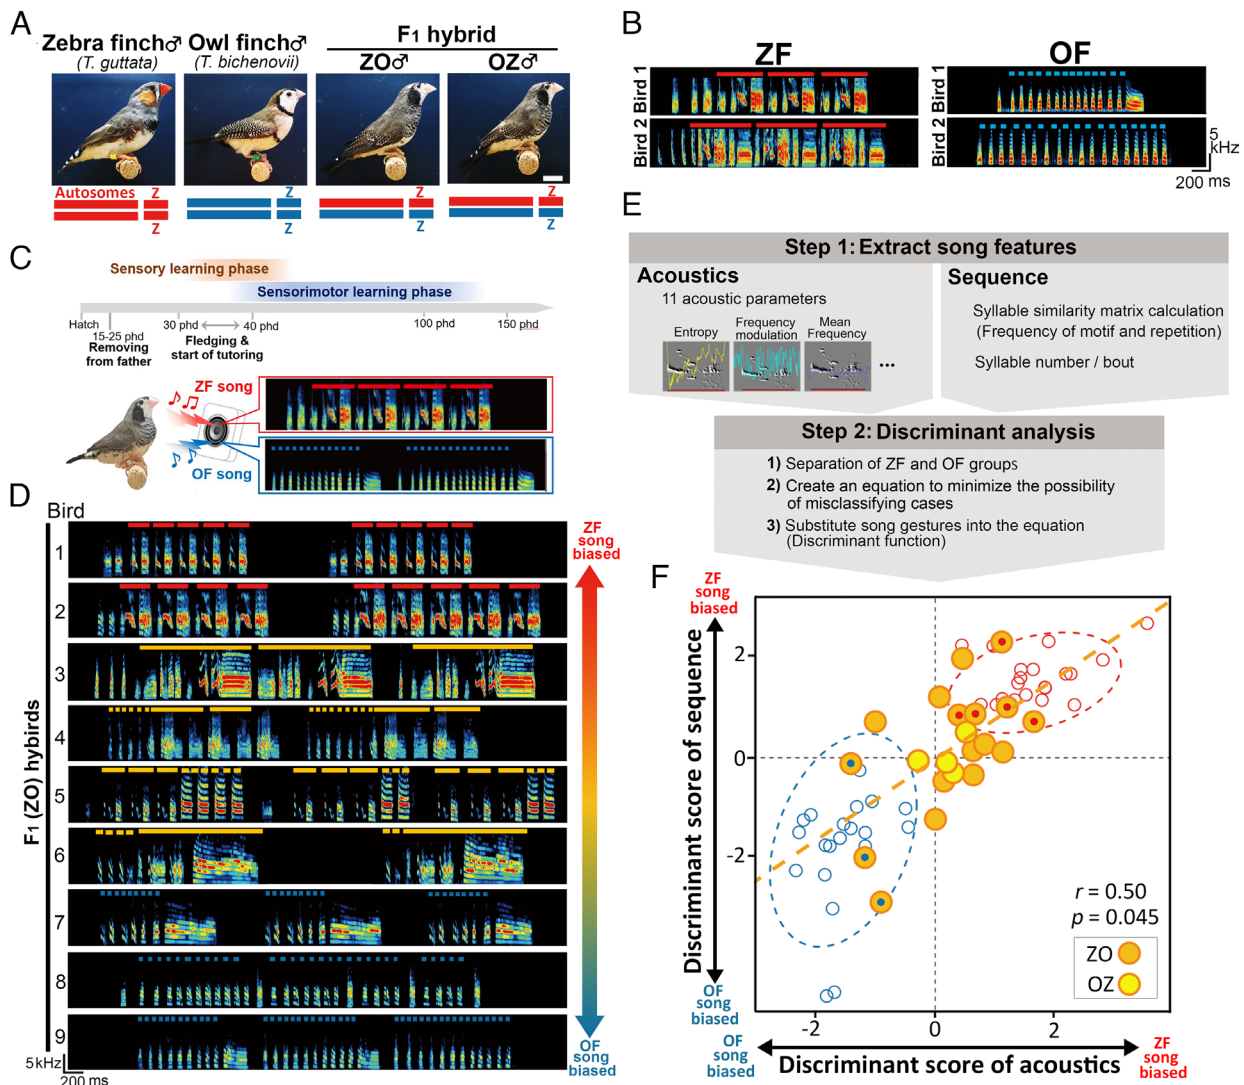 A
Zebra finch♂
(T. guttata)
Owl finch♂
(T. bichenovii)
F1 hybrid
ZO♂
OZ♂
Autosomes
Z
Z
Z
Z
Z
Z
Z
Z
B
ZF
OF
Bird 1
Bird 2
Bird 1
Bird 2
5
kHz
200 ms
C
Sensory learning phase
Sensorimotor learning phase
Hatch
15-25 phd
Removing
from father
30 phd
40 phd
Fledging &
start of tutoring
100 phd
150 phd
ZF song
OF song
D
Bird
F1 (ZO) hybirds
1
2
3
4
5
6
7
8
9
5kHz
200 ms
ZF
song
biased
OF
song
biased
E
Step 1: Extract song features
Acoustics
11 acoustic parameters
Entropy
Frequency
modulation
Mean
Frequency
...
Sequence
Syllable similarity matrix calculation
(Frequency of motif and repetition)
Syllable number / bout
Step 2: Discriminant analysis
1) Separation of ZF and OF groups
2) Create an equation to minimize the possibility
of misclassifying cases
3) Substitute song gestures into the equation
(Discriminant function)
F
ZF
song
biased
Discriminant score of sequence
OF
song
biased
2
0
-2
-2
0
2
r = 0.50
p = 0.045
ZO
OZ
OF
song
biased
Discriminant score of acoustics
ZF
song
biased